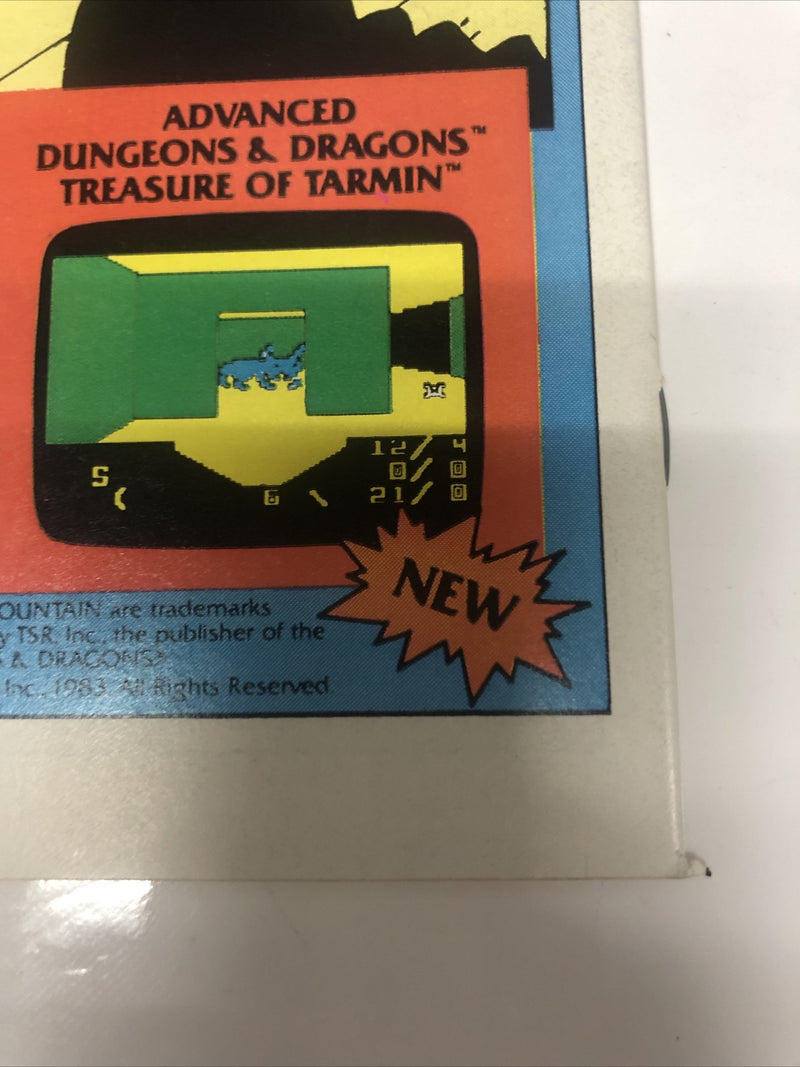 ADVANCED
DUNGEONS & DRAGONS™
TREASURE OF TARMIN™
12/ 4
S 0/ 0
6 21/ 0
NEW
OUNTAIN are trademarks
y TSR, Inc., the publisher of the
& DRAGONS®
Inc., 1983. All Rights Reserved.